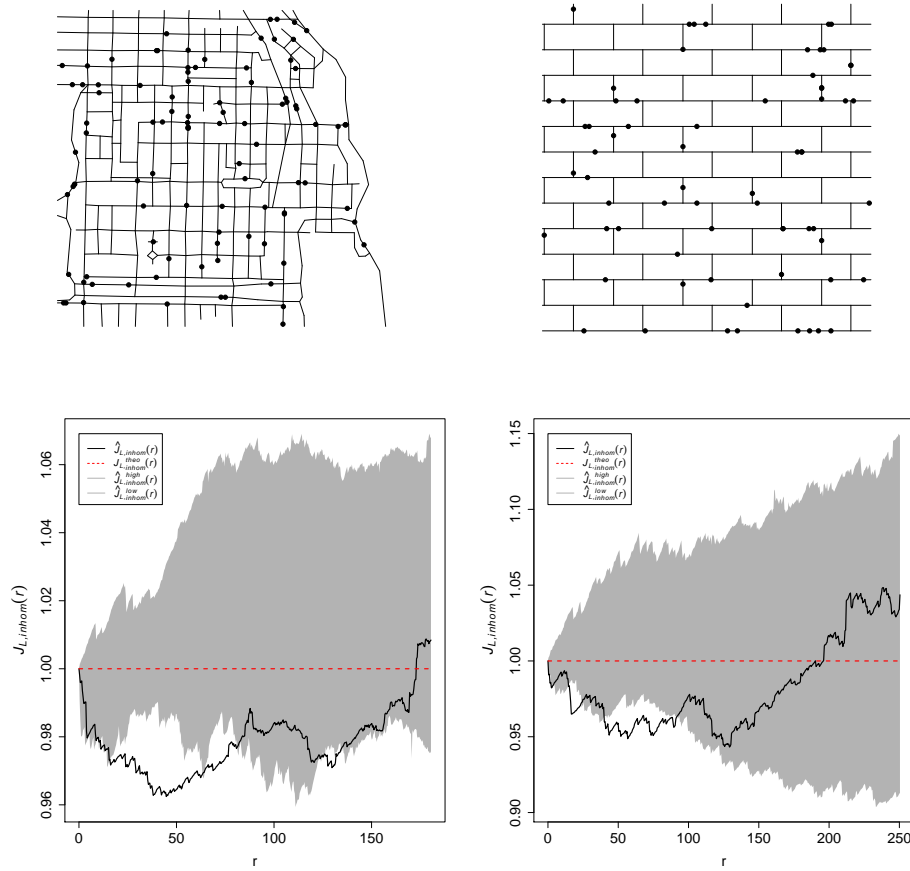 Ĵ_{L,inhom}(r)
J^{theo}_{L,inhom}(r)
Ĵ^{high}_{L,inhom}(r)
Ĵ^{low}_{L,inhom}(r)
J_{L,inhom}(r)
1.06
1.04
1.02
1.00
0.98
0.96
0 50 100 150
r
Ĵ_{L,inhom}(r)
J^{theo}_{L,inhom}(r)
Ĵ^{high}_{L,inhom}(r)
Ĵ^{low}_{L,inhom}(r)
J_{L,inhom}(r)
1.15
1.10
1.05
1.00
0.95
0.90
0 50 100 150 200 250
r